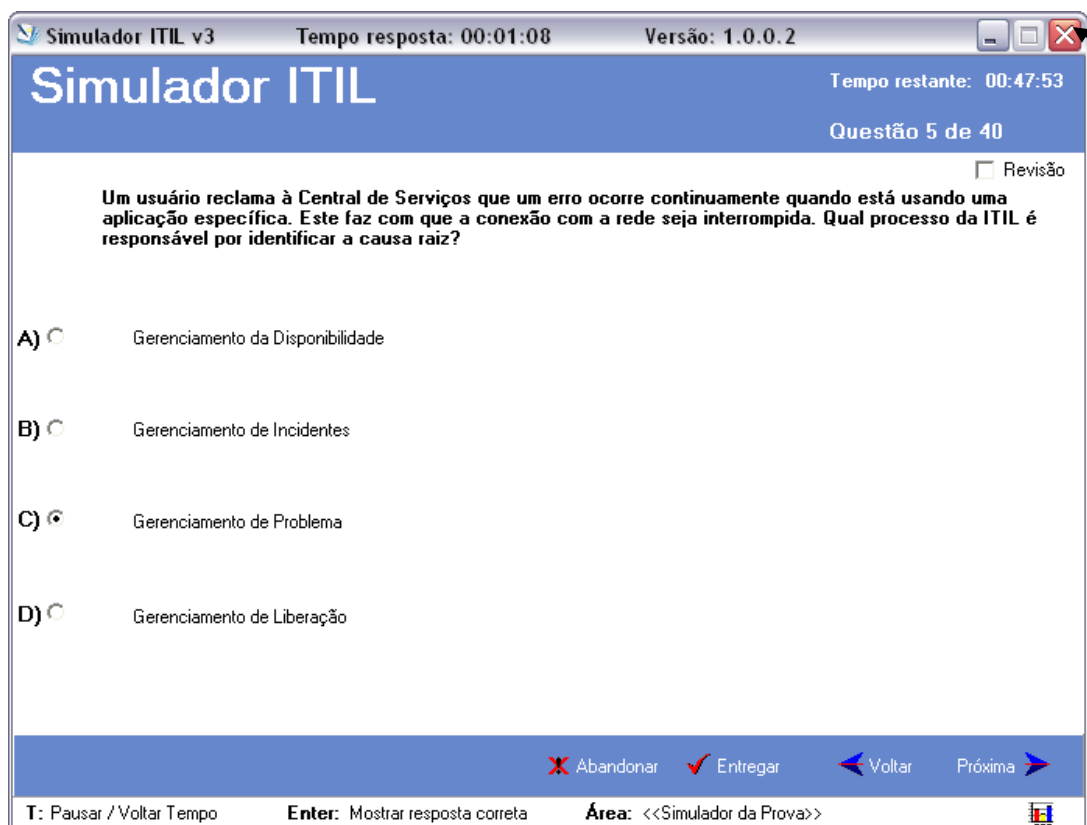 Simulador ITIL v3 Tempo resposta: 00:01:08 Versão: 1.0.0.2
Simulador ITIL
Tempo restante: 00:47:53
Questão 5 de 40
Revisão
Um usuário reclama à Central de Serviços que um erro ocorre continuamente quando está usando uma
aplicação específica. Este faz com que a conexão com a rede seja interrompida. Qual processo da ITIL é
responsável por identificar a causa raiz?
A) Gerenciamento da Disponibilidade
B) Gerenciamento de Incidentes
C) Gerenciamento de Problema
D) Gerenciamento de Liberação
Abandonar Entregar Voltar Próxima
T: Pausar / Voltar Tempo Enter: Mostrar resposta correta Área: <<Simulador da Prova>>